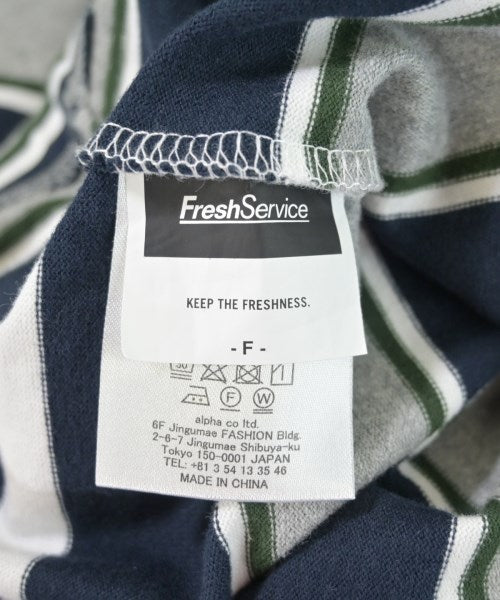 FreshService
KEEP THE FRESHNESS.
- F -
30
F W
alpha co ltd.
6F Jingumae FASHION Bldg.
2-6-7 Jingumae Shibuya-ku
Tokyo 150-0001 JAPAN
TEL: +81 3 54 13 35 46
MADE IN CHINA